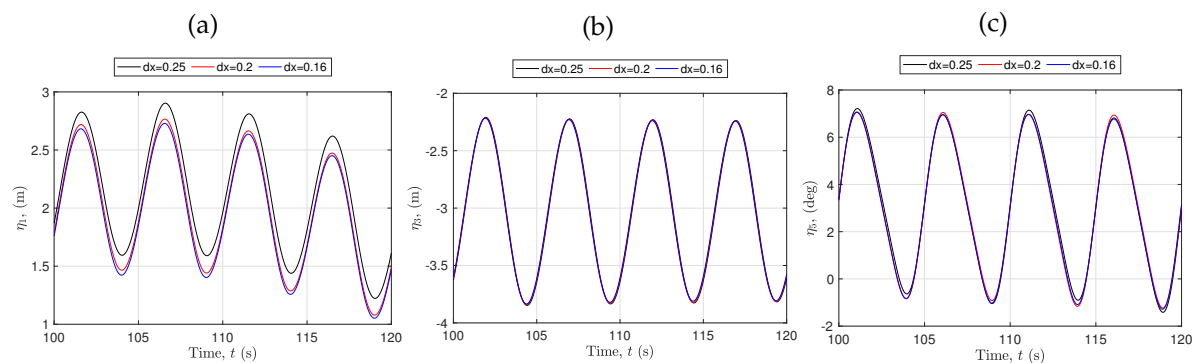 (a)
dx=0.25 dx=0.2 dx=0.16
3
2.5
2
1.5
1
η₁, (m)
100 105 110 115 120
Time, t (s)
(b)
dx=0.25 dx=0.2 dx=0.16
-2
-2.5
-3
-3.5
-4
η₃, (m)
100 105 110 115 120
Time, t (s)
(c)
dx=0.25 dx=0.2 dx=0.16
8
6
4
2
0
-2
η₅, (deg)
100 105 110 115 120
Time, t (s)